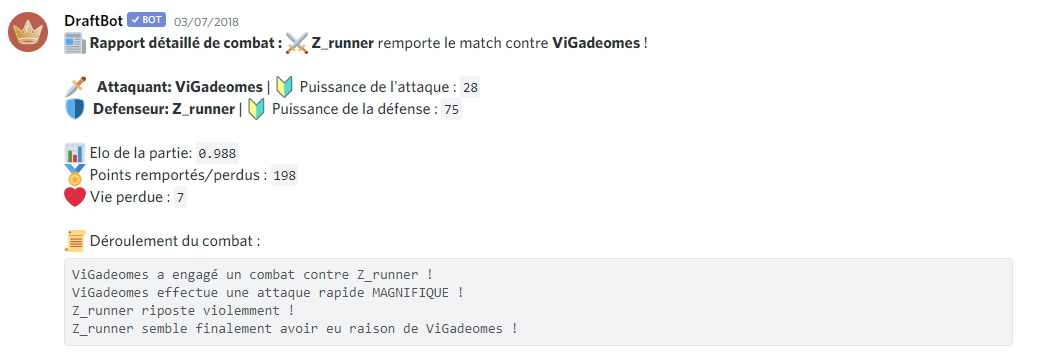 DraftBot ✓ BOT 03/07/2018
Rapport détaillé de combat : Z_runner remporte le match contre ViGadeomes !
Attaquant: ViGadeomes | Puissance de l'attaque : 28
Defenseur: Z_runner | Puissance de la défense : 75
Elo de la partie: 0.988
Points remportés/perdus : 198
Vie perdue : 7
Déroulement du combat :
ViGadeomes a engagé un combat contre Z_runner !
ViGadeomes effectue une attaque rapide MAGNIFIQUE !
Z_runner riposte violemment !
Z_runner semble finalement avoir eu raison de ViGadeomes !